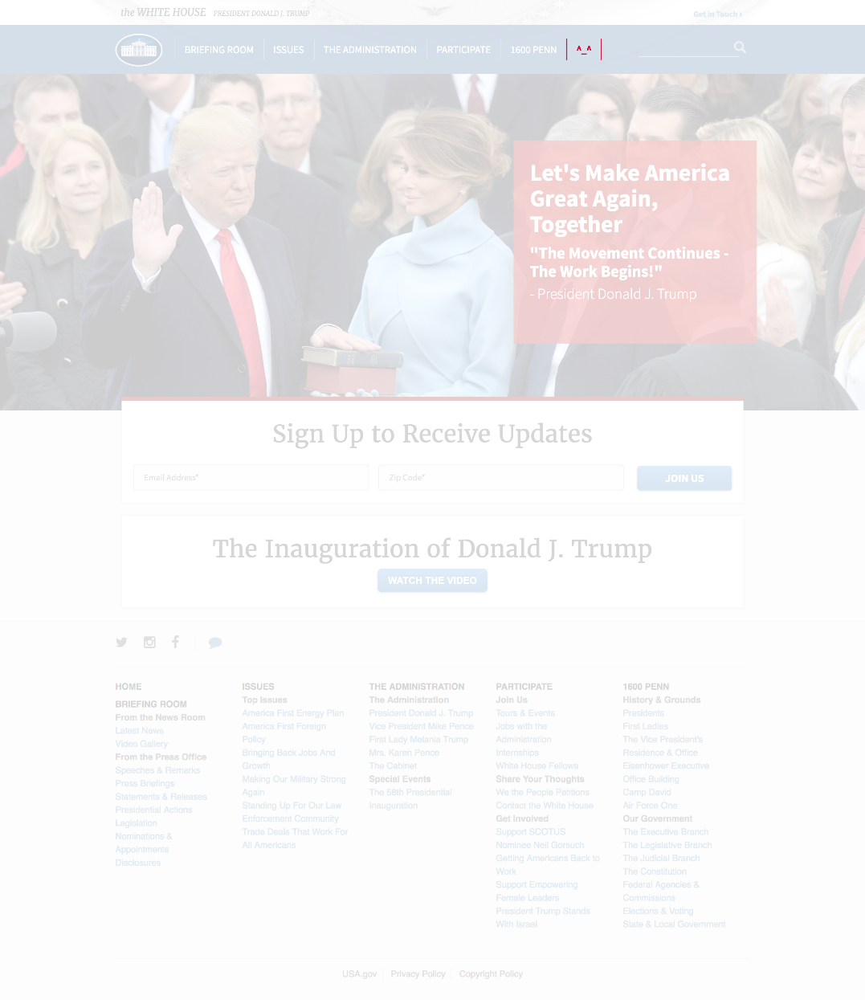 the WHITE HOUSE PRESIDENT DONALD J. TRUMP
Get in Touch
BRIEFING ROOM ISSUES THE ADMINISTRATION PARTICIPATE 1600 PENN ^_^
Let's Make America
Great Again,
Together
"The Movement Continues -
The Work Begins!"
- President Donald J. Trump
Sign Up to Receive Updates
Email Address*
Zip Code*
JOIN US
The Inauguration of Donald J. Trump
WATCH THE VIDEO
HOME
BRIEFING ROOM
From the News Room
Latest News
Video Gallery
From the Press Office
Speeches & Remarks
Press Briefings
Statements & Releases
Presidential Actions
Legislation
Nominations &
Appointments
Disclosures
ISSUES
Top Issues
America First Energy Plan
America First Foreign
Policy
Bringing Back Jobs And
Growth
Making Our Military Strong
Again
Standing Up For Our Law
Enforcement Community
Trade Deals That Work For
All Americans
THE ADMINISTRATION
The Administration
President Donald J. Trump
Vice President Mike Pence
First Lady Melania Trump
Mrs. Karen Pence
The Cabinet
Special Events
The 58th Presidential
Inauguration
PARTICIPATE
Join Us
Tours & Events
Jobs with the
Administration
Internships
White House Fellows
Share Your Thoughts
We the People Petitions
Contact the White House
Get Involved
Support SCOTUS
Nominee Neil Gorsuch
Getting Americans Back to
Work
Support Empowering
Female Leaders
President Trump Stands
With Israel
1600 PENN
History & Grounds
Presidents
First Ladies
The Vice President's
Residence & Office
Eisenhower Executive
Office Building
Camp David
Air Force One
Our Government
The Executive Branch
The Legislative Branch
The Judicial Branch
The Constitution
Federal Agencies &
Commissions
Elections & Voting
State & Local Government
USA.gov Privacy Policy Copyright Policy